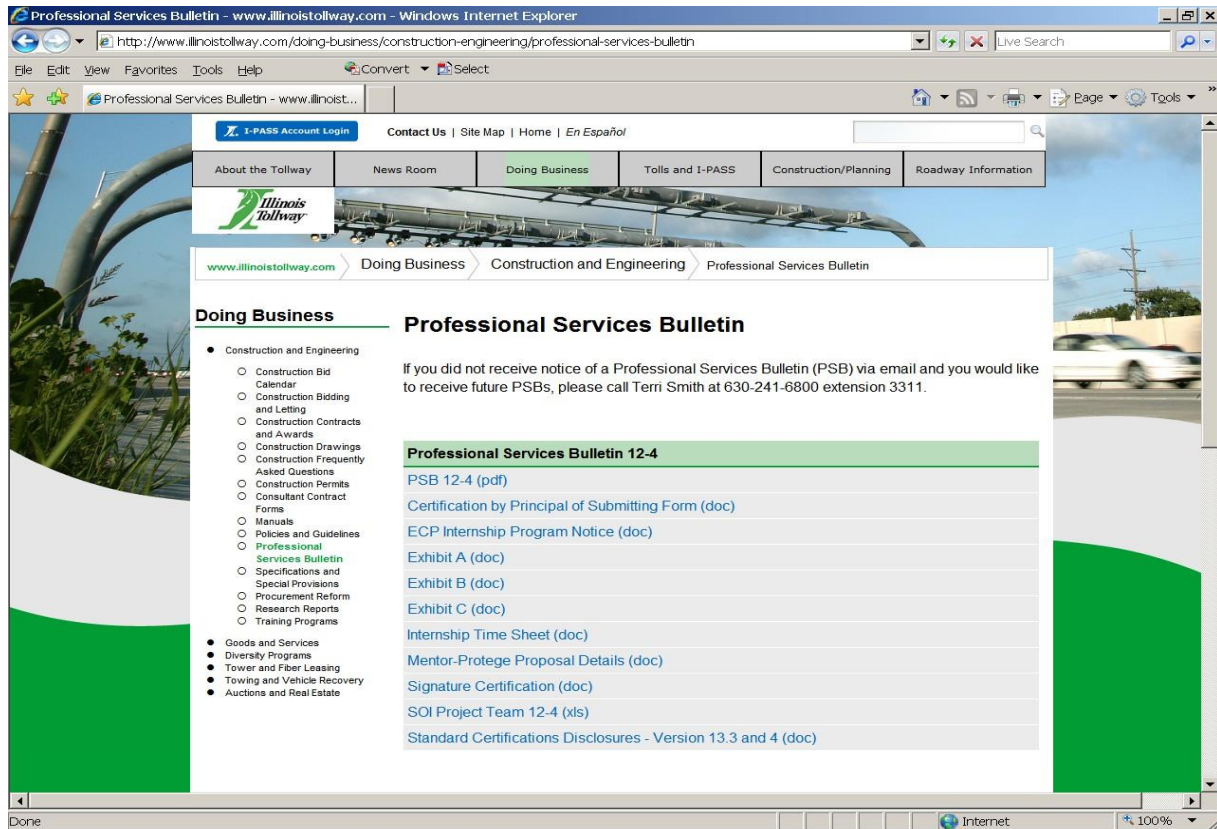 Professional Services Bulletin - www.illinoistollway.com - Windows Internet Explorer
http://www.illinoistollway.com/doing-business/construction-engineering/professional-services-bulletin
Live Search
File Edit View Favorites Tools Help
Convert Select
Professional Services Bulletin - www.illinoist...
Page Tools »
I-PASS Account Login
Contact Us | Site Map | Home | En Español
About the Tollway
News Room
Doing Business
Tolls and I-PASS
Construction/Planning
Roadway Information
Illinois
Tollway
www.illinoistollway.com
Doing Business
Construction and Engineering
Professional Services Bulletin
Doing Business
Construction and Engineering
Construction Bid
Calendar
Construction Bidding
and Letting
Construction Contracts
and Awards
Construction Drawings
Construction Frequently
Asked Questions
Construction Permits
Consultant Contract
Forms
Manuals
Policies and Guidelines
Professional
Services Bulletin
Specifications and
Special Provisions
Procurement Reform
Research Reports
Training Programs
Goods and Services
Diversity Programs
Tower and Fiber Leasing
Towing and Vehicle Recovery
Auctions and Real Estate
Professional Services Bulletin
If you did not receive notice of a Professional Services Bulletin (PSB) via email and you would like
to receive future PSBs, please call Terri Smith at 630-241-6800 extension 3311.
Professional Services Bulletin 12-4
PSB 12-4 (pdf)
Certification by Principal of Submitting Form (doc)
ECP Internship Program Notice (doc)
Exhibit A (doc)
Exhibit B (doc)
Exhibit C (doc)
Internship Time Sheet (doc)
Mentor-Protege Proposal Details (doc)
Signature Certification (doc)
SOI Project Team 12-4 (xls)
Standard Certifications Disclosures - Version 13.3 and 4 (doc)
Done
Internet
100%